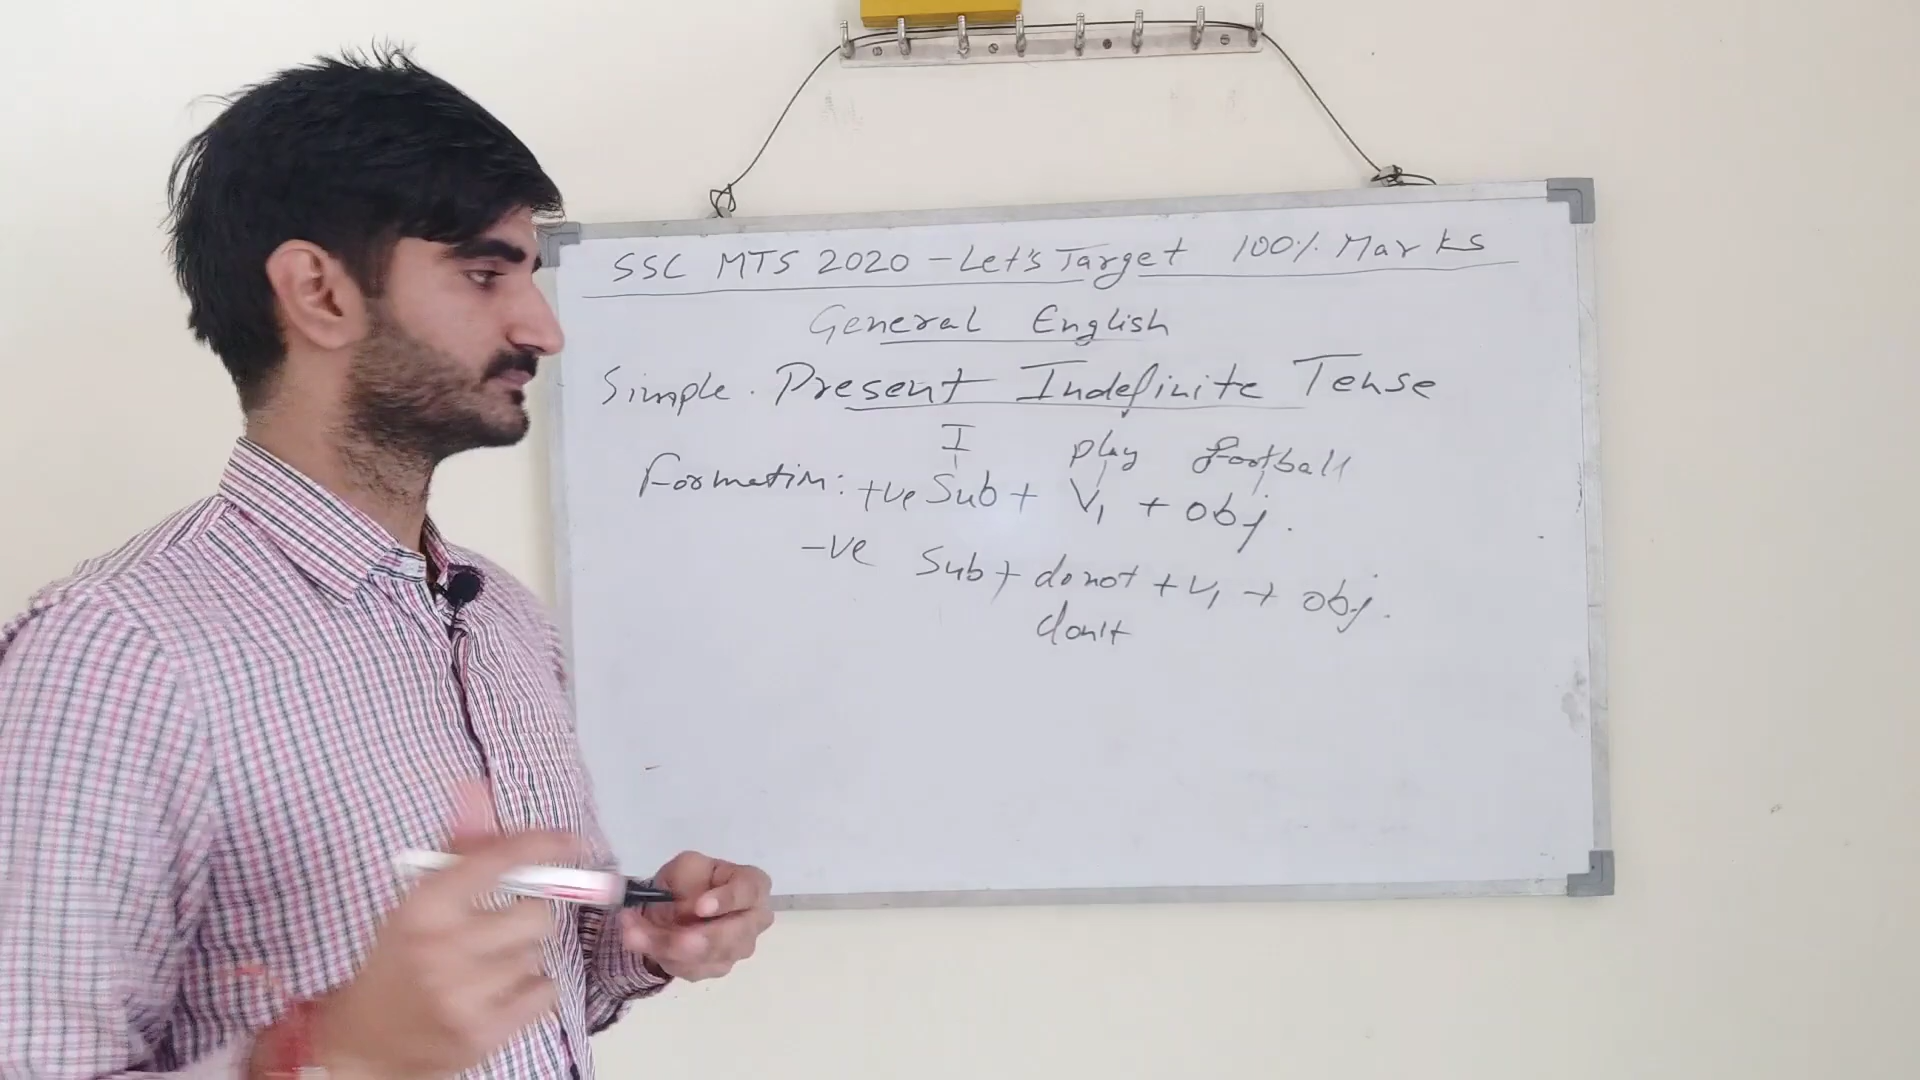 SSC MTS 2020 - Let's Target 100% Marks
General English
Simple. Present Indefinite Tense
I play football
Formation: +ve Sub + V1 + obj.
-ve Sub + do not + V1 + obj.
don't